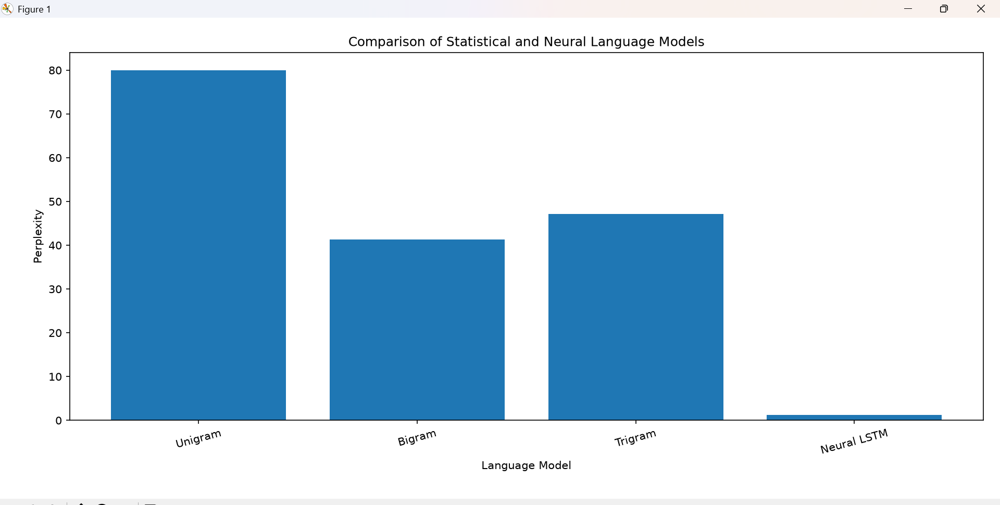 Figure 1
Comparison of Statistical and Neural Language Models
80
70
60
50
40
30
20
10
0
Perplexity
Unigram
Bigram
Trigram
Neural LSTM
Language Model